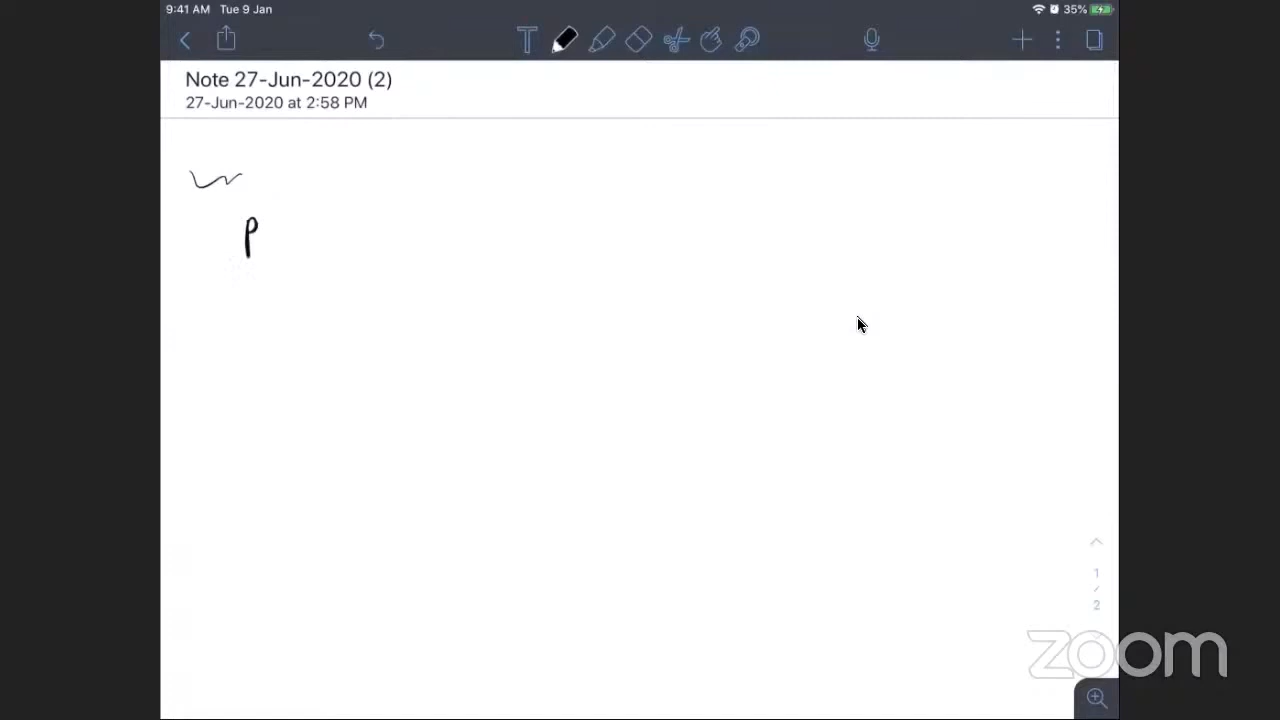 9:41 AM Tue 9 Jan 35%
Note 27-Jun-2020 (2)
27-Jun-2020 at 2:58 PM
P
1
/
2
zoom